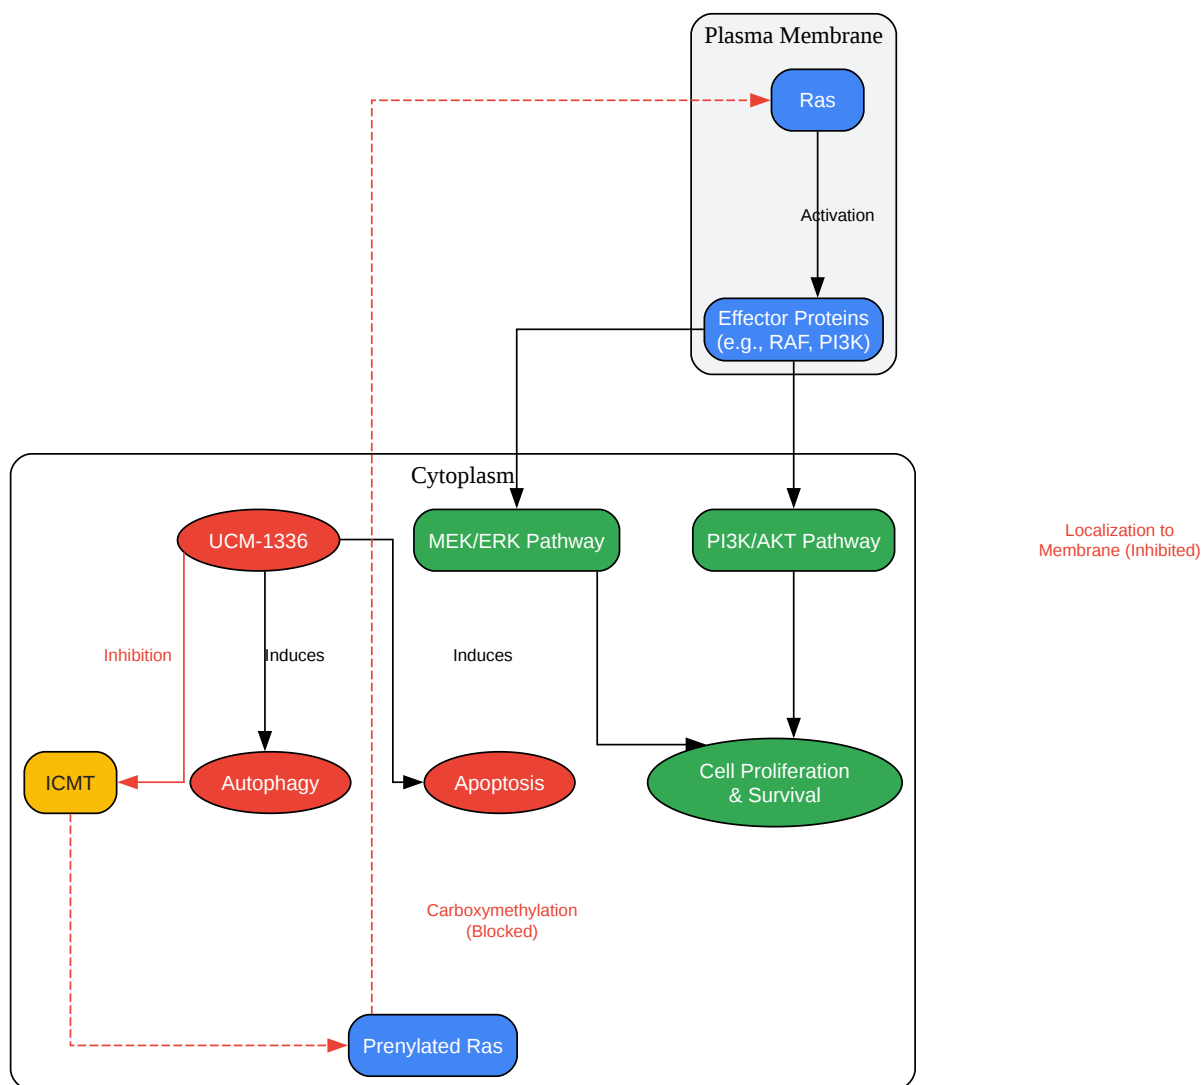 Plasma Membrane
Ras
Activation
Effector Proteins
(e.g., RAF, PI3K)
Cytoplasm
UCM-1336
MEK/ERK Pathway
PI3K/AKT Pathway
Localization to
Membrane (Inhibited)
Inhibition
Induces
Induces
ICMT
Autophagy
Apoptosis
Cell Proliferation
& Survival
Carboxymethylation
(Blocked)
Prenylated Ras